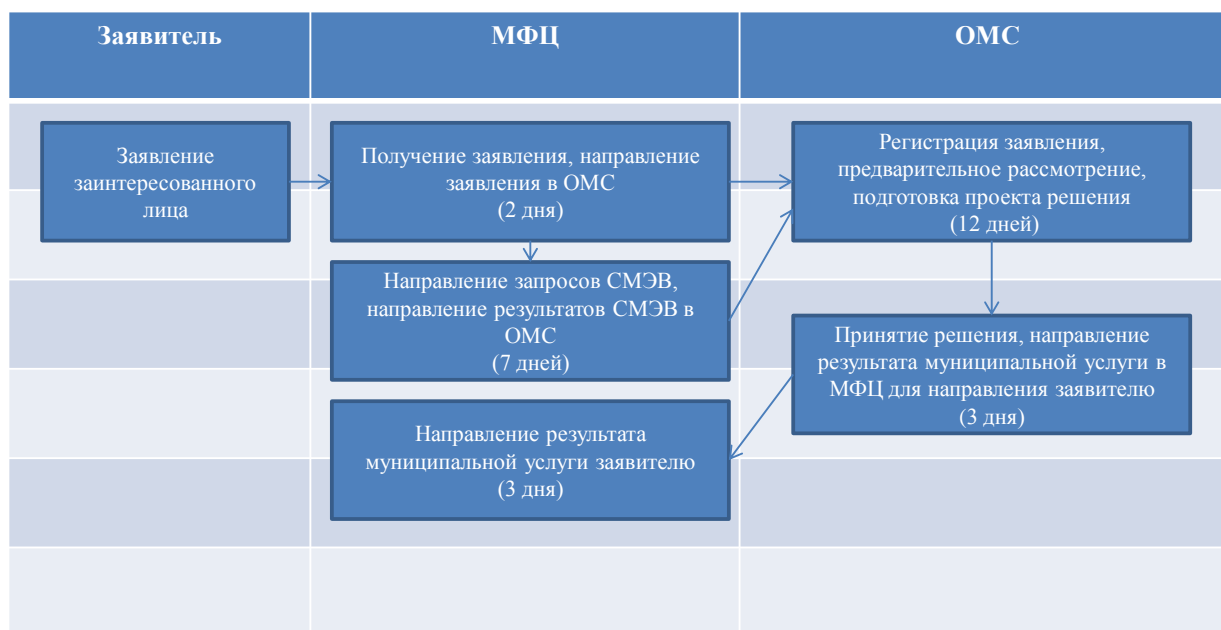 Заявитель
МФЦ
ОМС
Заявление
заинтересованного
лица
Получение заявления, направление
заявления в ОМС
(2 дня)
Регистрация заявления,
предварительное рассмотрение,
подготовка проекта решения
(12 дней)
Направление запросов СМЭВ,
направление результатов СМЭВ в
ОМС
(7 дней)
Принятие решения, направление
результата муниципальной услуги в
МФЦ для направления заявителю
(3 дня)
Направление результата
муниципальной услуги заявителю
(3 дня)